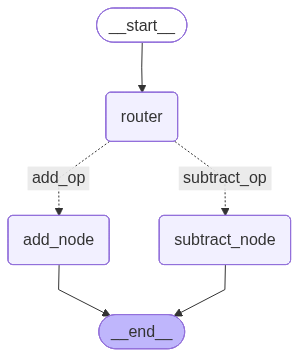 __start__
router
add_op
subtract_op
add_node
subtract_node
__end__